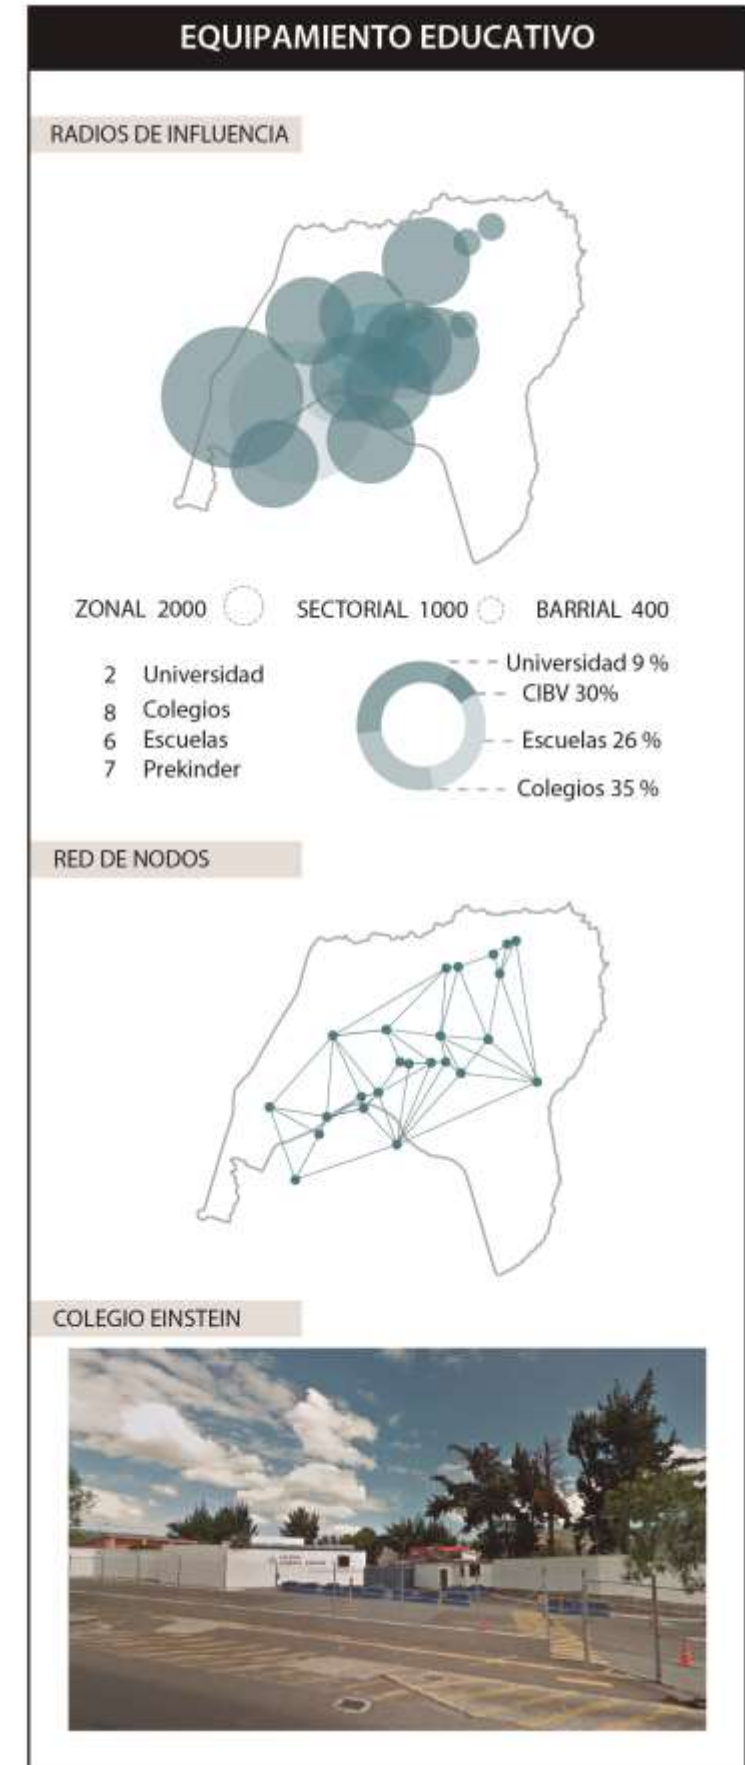 EQUIPAMIENTO EDUCATIVO
RADIOS DE INFLUENCIA
ZONAL 2000 SECTORIAL 1000 BARRIAL 400
2 Universidad
8 Colegios
6 Escuelas
7 Prekinder
Universidad 9 %
CIBV 30%
Escuelas 26 %
Colegios 35 %
RED DE NODOS
COLEGIO EINSTEIN